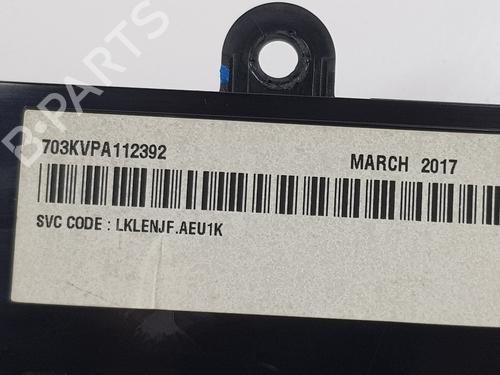 703KVPA112392 MARCH 2017
SVC CODE : LKLENJF.AEU1K
B-PARTS